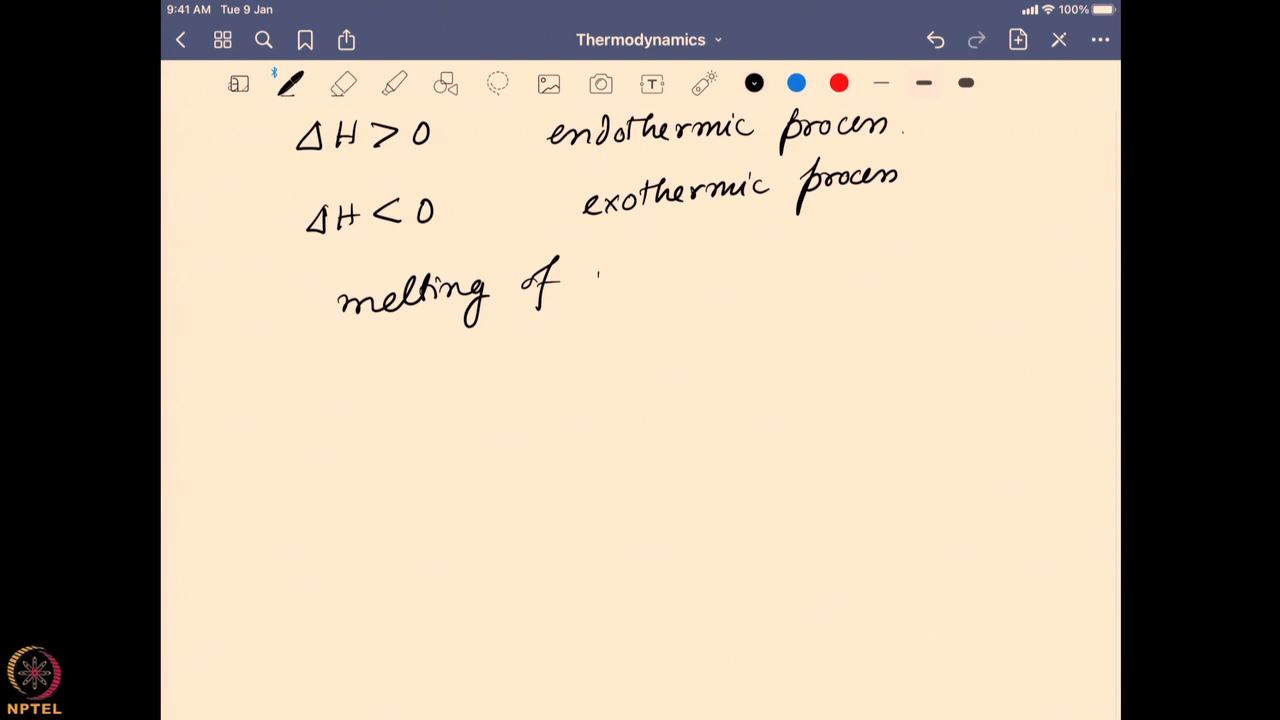 9:41 AM Tue 9 Jan 100%
Thermodynamics
T
ΔH > 0 endothermic process.
ΔH < 0 exothermic process
melting of
NPTEL